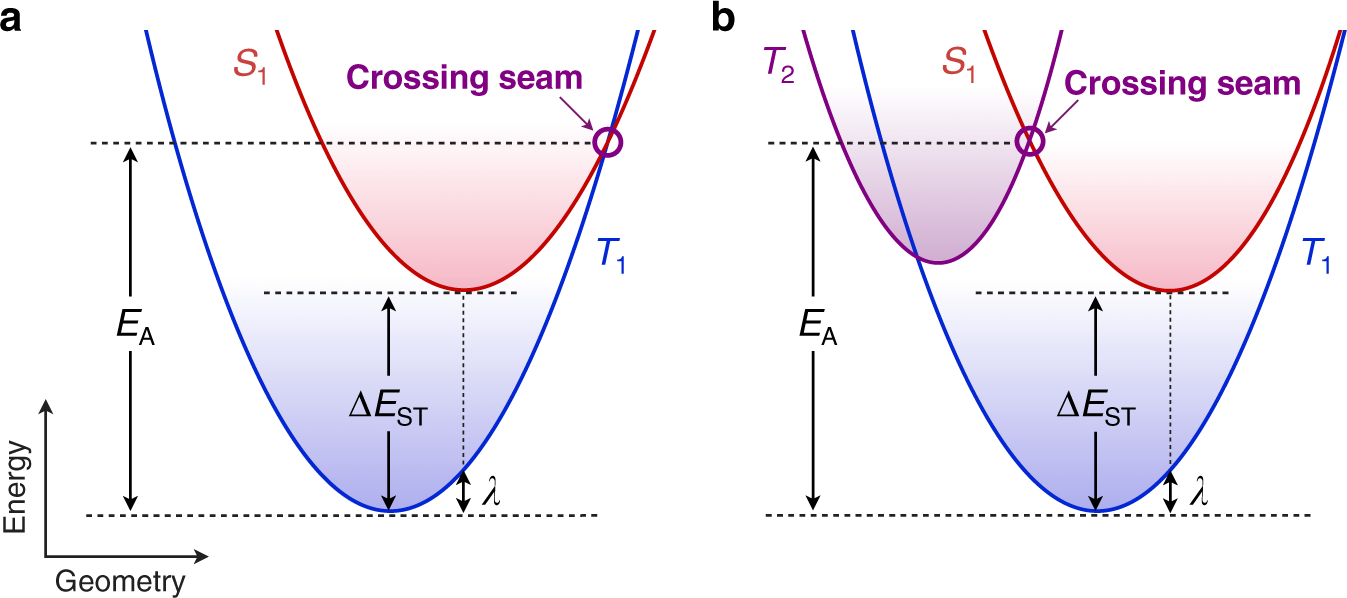 a
S1
Crossing seam
T1
EA
ΔEST
λ
Energy
Geometry
b
T2
S1
Crossing seam
T1
EA
ΔEST
λ